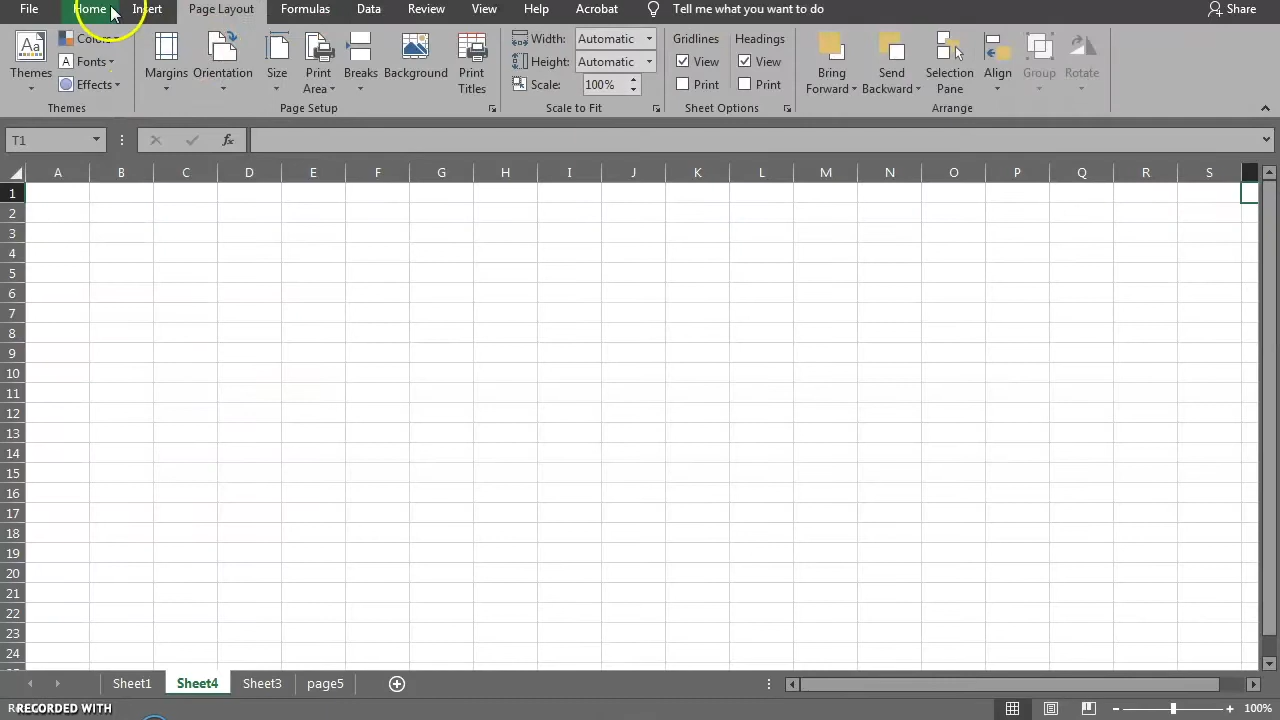 File Home Insert Page Layout Formulas Data Review View Help Acrobat Tell me what you want to do Share
Aa Colors Width: Automatic Gridlines Headings
A Fonts Height: Automatic View View
Themes Effects Margins Orientation Size Print Area Breaks Background Print Titles Scale: 100% Print Print Bring Forward Send Backward Selection Pane Align Group Rotate
Themes Page Setup Scale to Fit Sheet Options Arrange
T1 fx
A B C D E F G H I J K L M N O P Q R S
1
2
3
4
5
6
7
8
9
10
11
12
13
14
15
16
17
18
19
20
21
22
23
24
Sheet1 Sheet4 Sheet3 page5
RECORDED WITH 100%